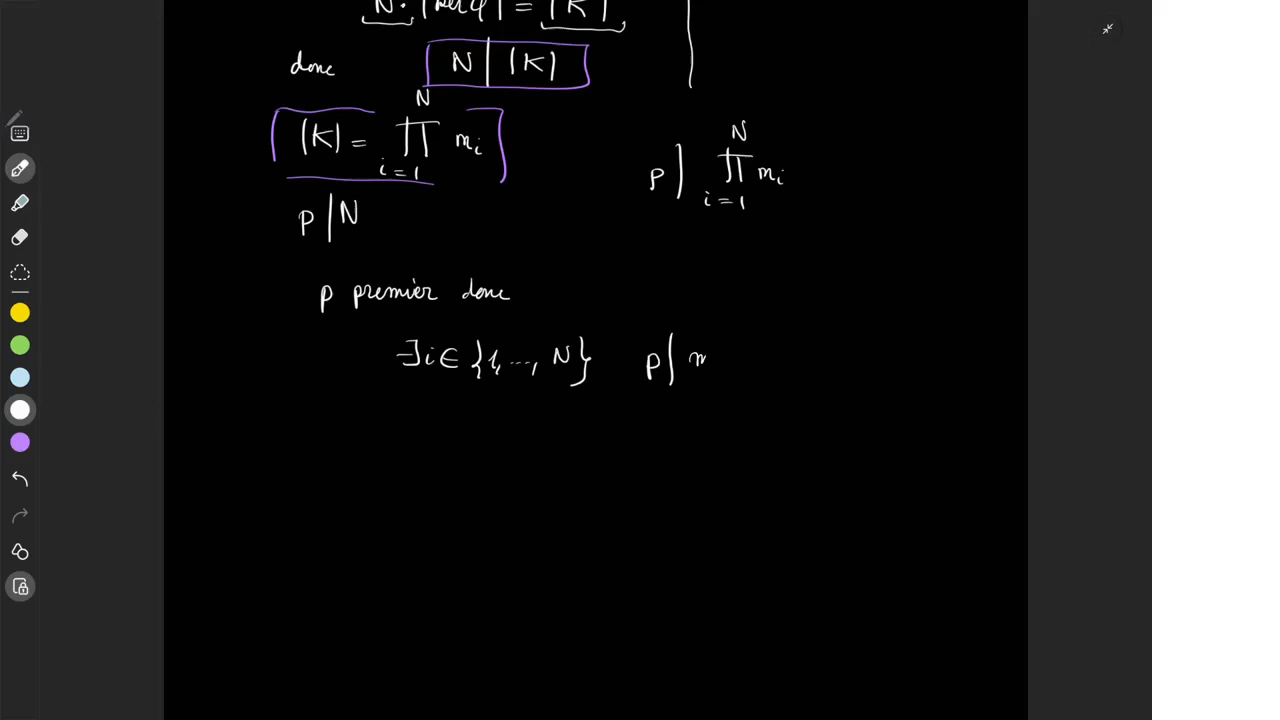 N · |Ker φ| = |K|
donc N | |K|
|K| = ∏_{i=1}^{N} m_i
p | ∏_{i=1}^{N} m_i
p | N
p premier donc
∃ i ∈ {1, ..., N} p | m